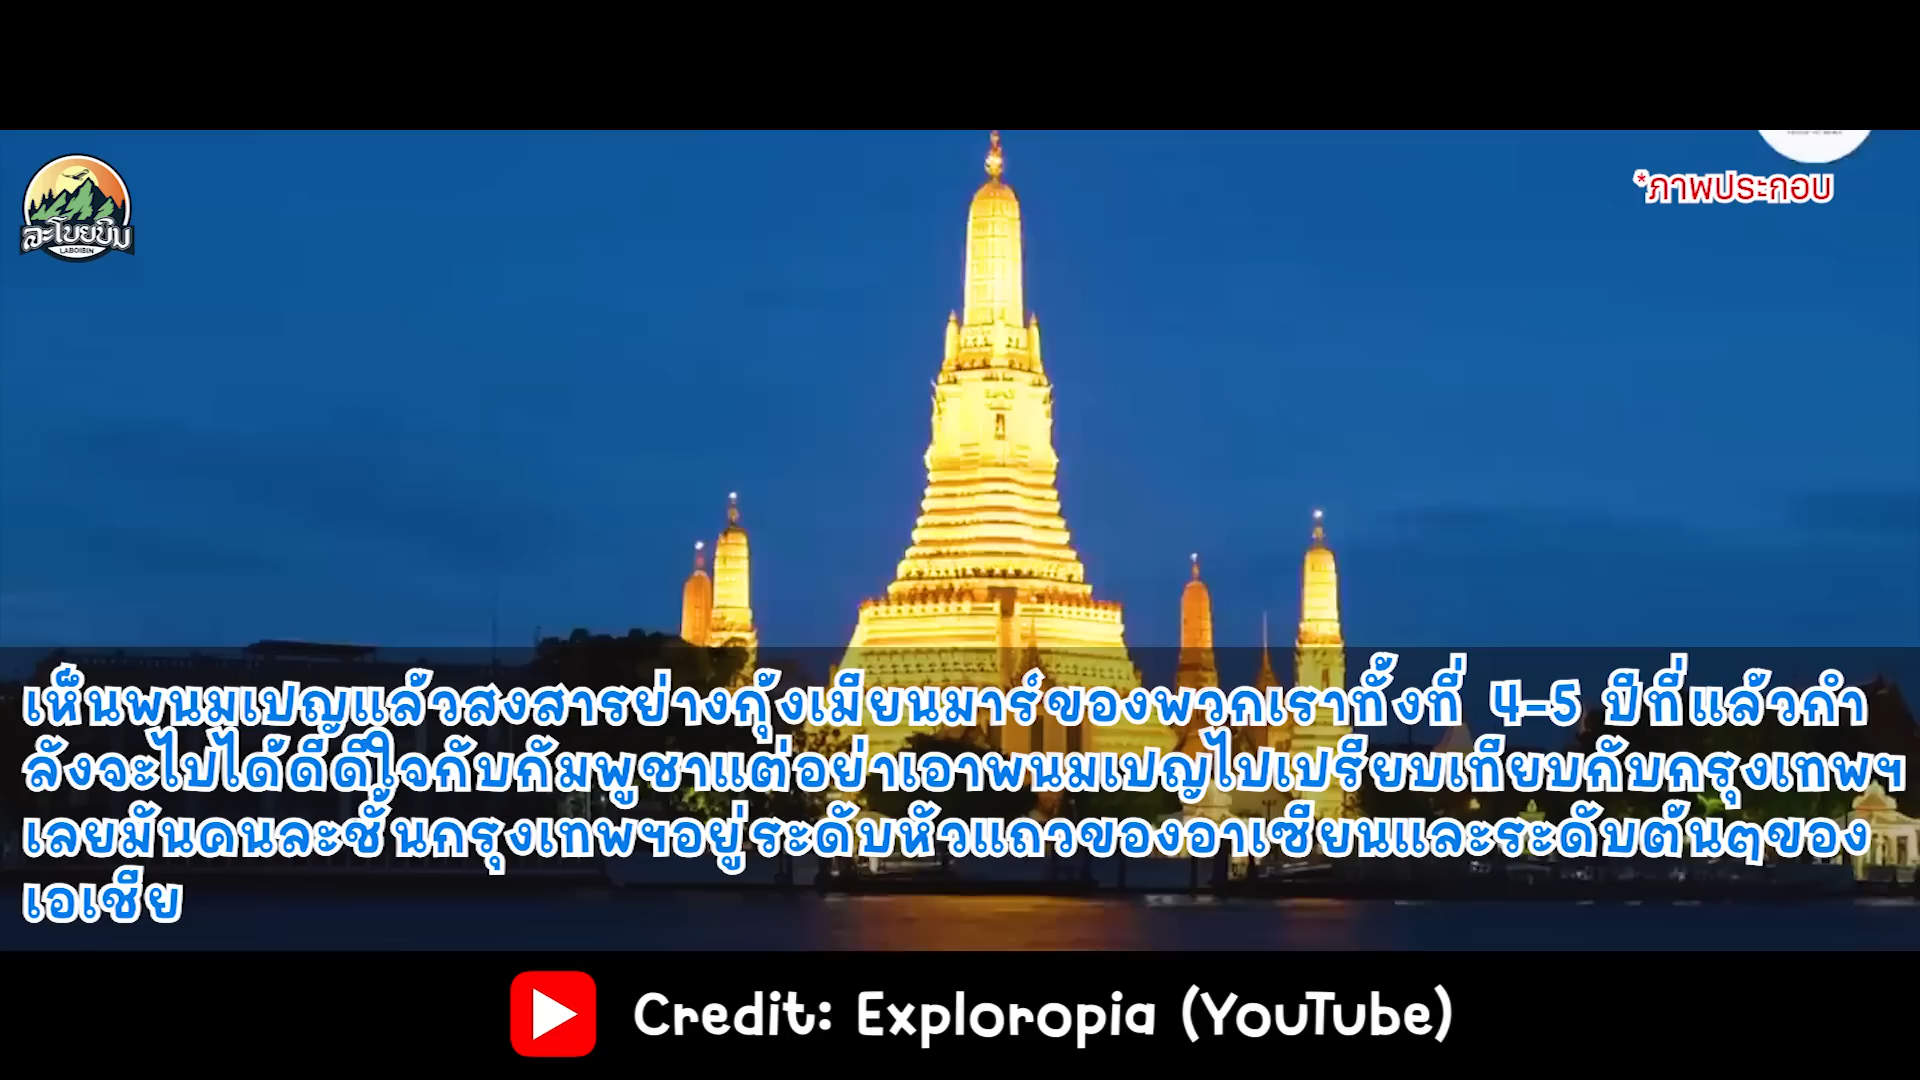 *ภาพประกอบ
ละโบยบิน
LABOIBIN
เห็นพนมเปญแล้วสงสารย่างกุ้งเมียนมาร์ของพวกเราทั้งที่ 4-5 ปีที่แล้วกำ
ลังจะไปได้ดีดีใจกับกัมพูชาแต่อย่าเอาพนมเปญไปเปรียบเทียบกับกรุงเทพฯ
เลยมันคนละชั้นกรุงเทพฯอยู่ระดับหัวแถวของอาเซียนและระดับต้นๆของ
เอเชีย
Credit: Exploropia (YouTube)